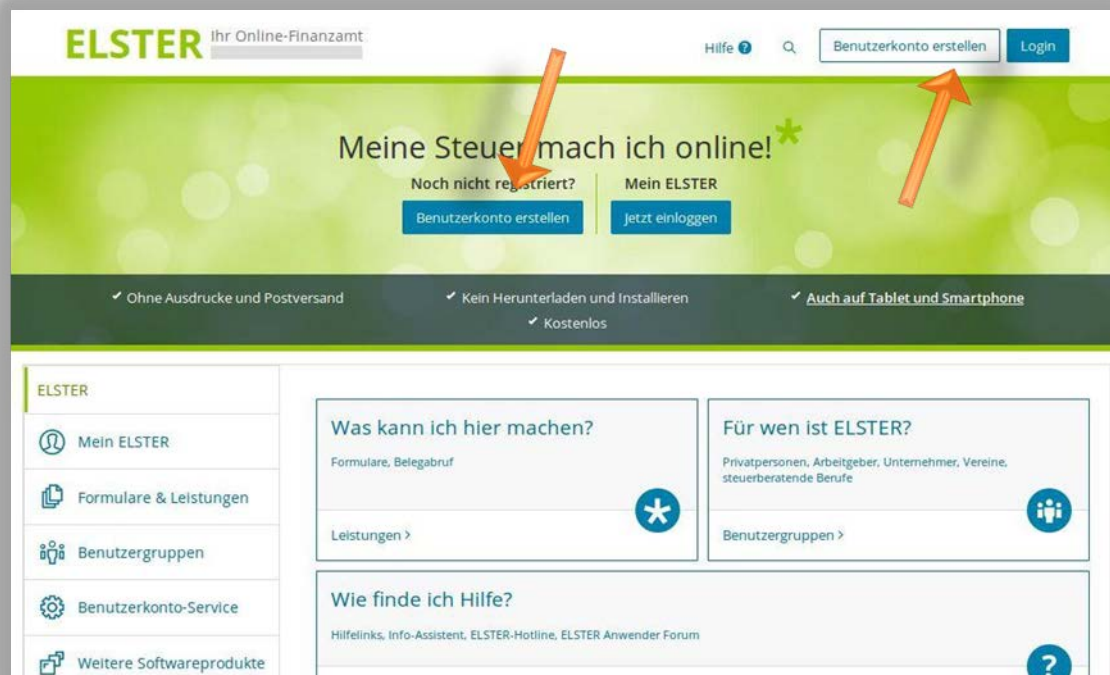 ELSTER Ihr Online-Finanzamt
Hilfe ? Benutzerkonto erstellen Login
Meine Steuer mach ich online!*
Noch nicht registriert? Mein ELSTER
Benutzerkonto erstellen Jetzt einloggen
✔ Ohne Ausdrucke und Postversand ✔ Kein Herunterladen und Installieren ✔ Auch auf Tablet und Smartphone
✔ Kostenlos
ELSTER
Mein ELSTER
Formulare & Leistungen
Benutzergruppen
Benutzerkonto-Service
Weitere Softwareprodukte
Was kann ich hier machen?
Formulare, Belegabruf
Leistungen >
Für wen ist ELSTER?
Privatpersonen, Arbeitgeber, Unternehmer, Vereine,
steuerberatende Berufe
Benutzergruppen >
Wie finde ich Hilfe?
Hilfelinks, Info-Assistent, ELSTER-Hotline, ELSTER Anwender Forum
?